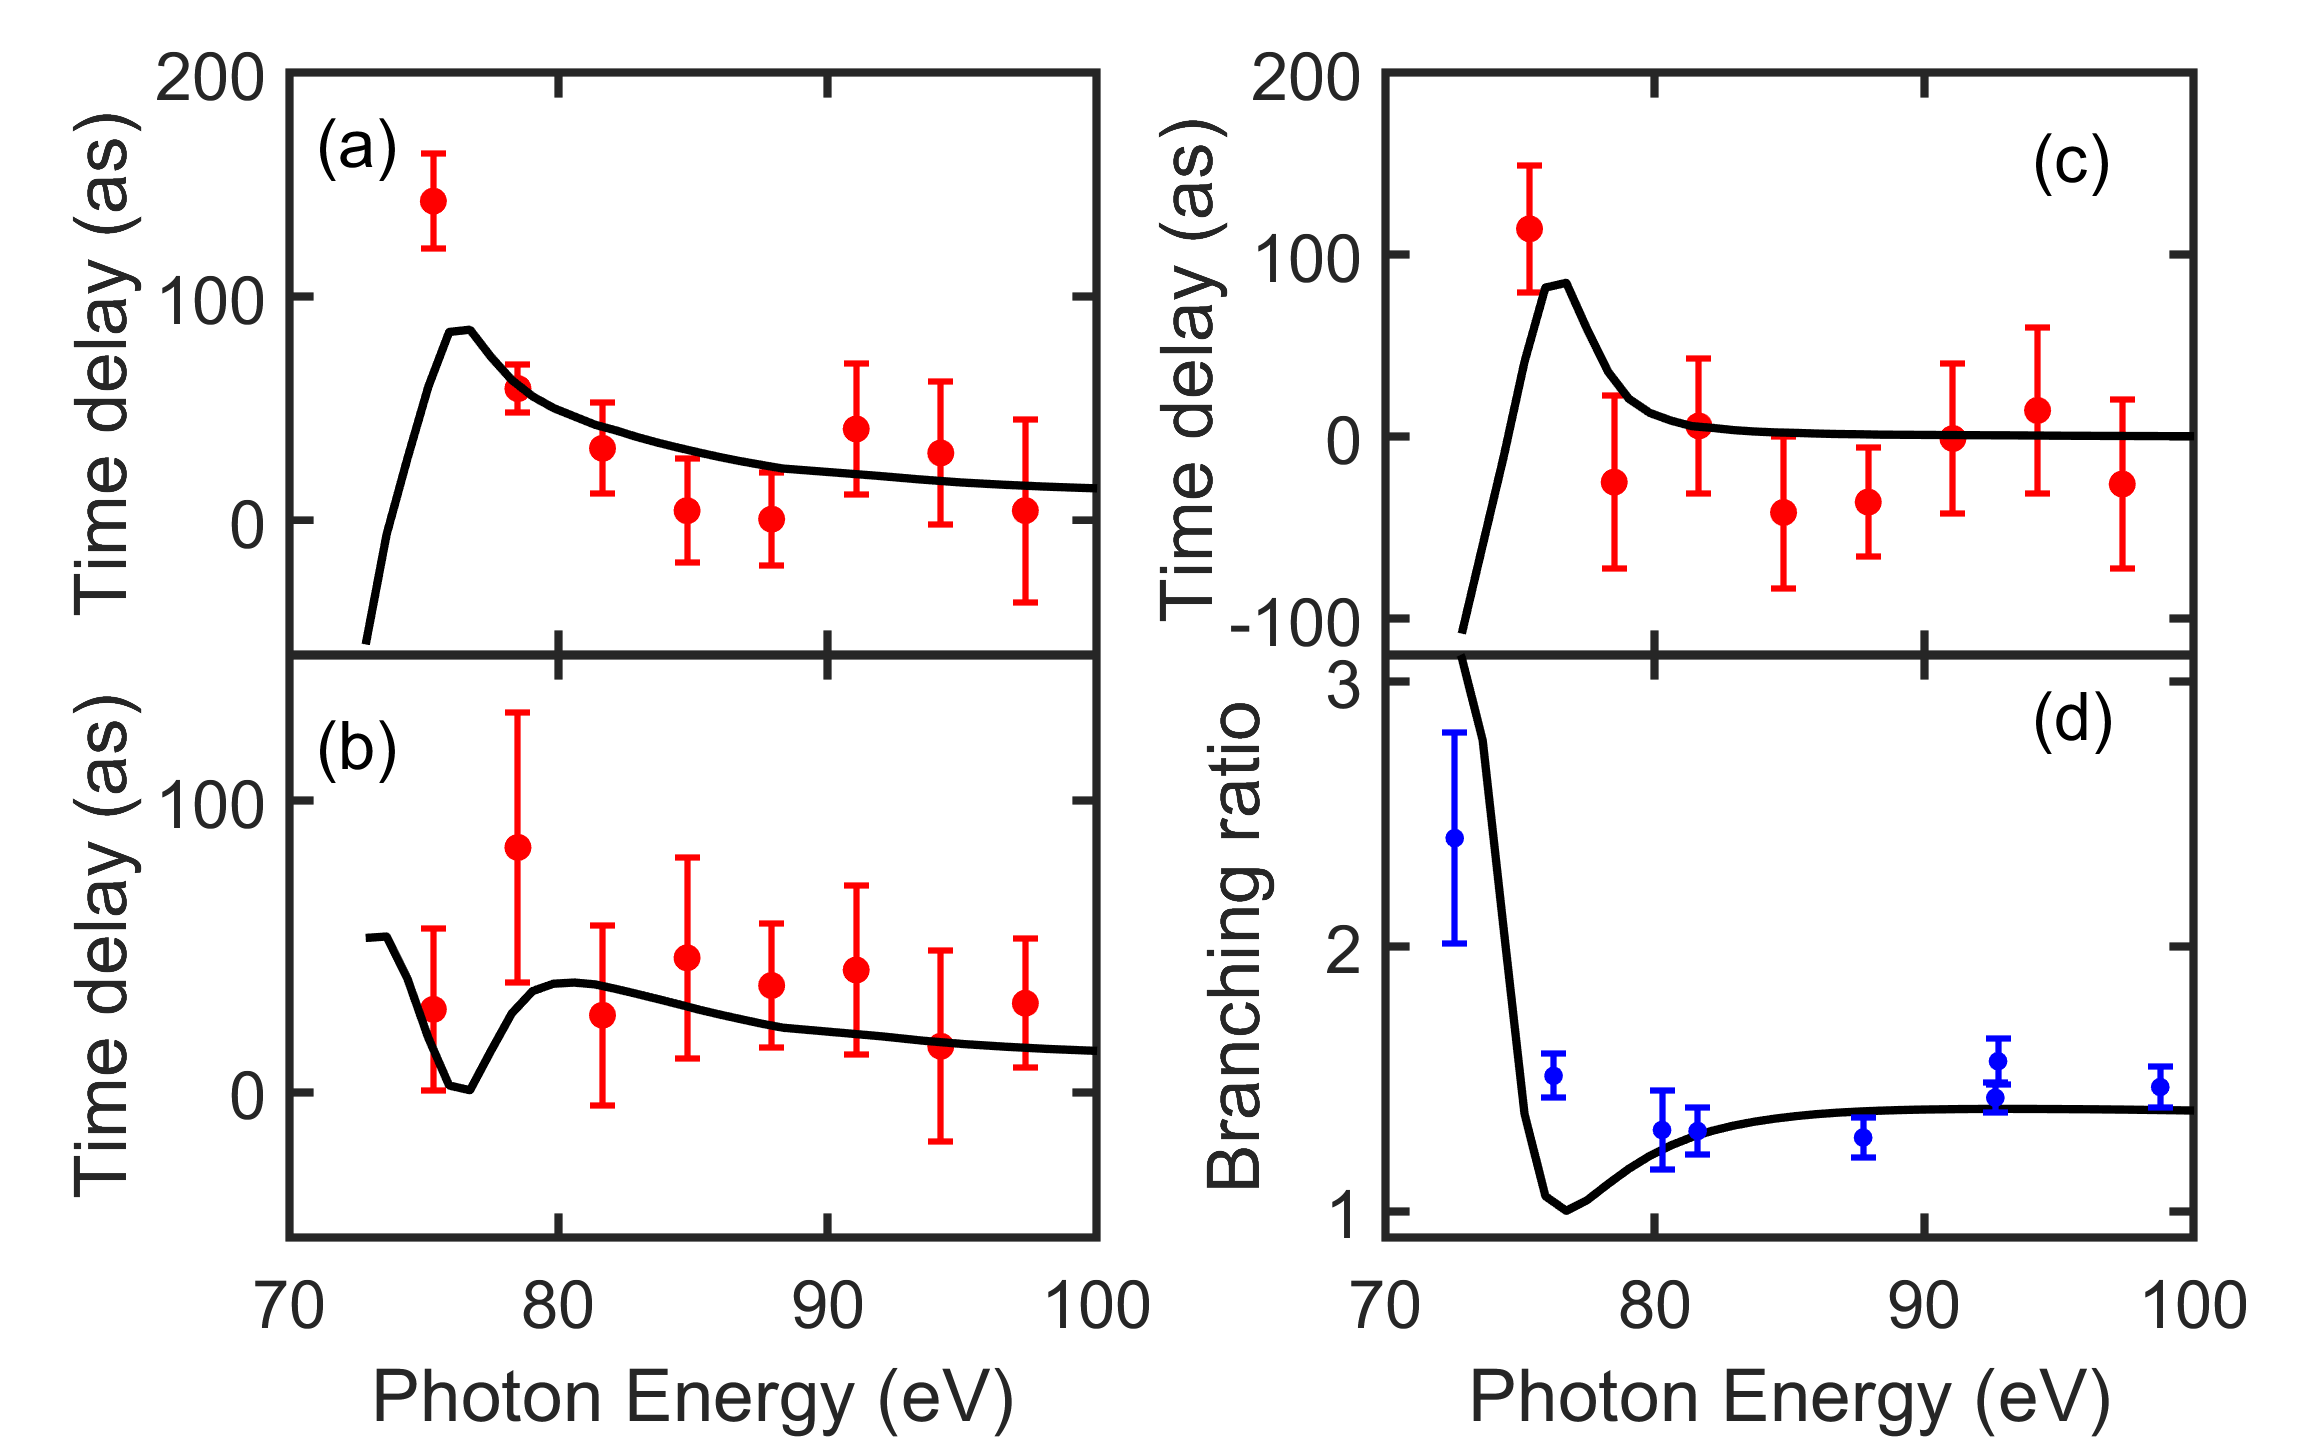 200
100
0
Time delay (as)
(a)
100
0
Time delay (as)
(b)
70 80 90 100
Photon Energy (eV)
200
100
0
-100
Time delay (as)
(c)
3
2
1
Branching ratio
(d)
70 80 90 100
Photon Energy (eV)